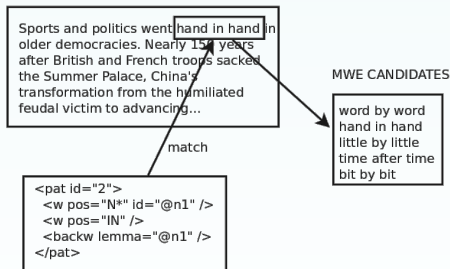 Sports and politics went hand in hand in
older democracies. Nearly 150 years
after British and French troops sacked
the Summer Palace, China's
transformation from the humiliated
feudal victim to advancing...
MWE CANDIDATES
word by word
hand in hand
little by little
time after time
bit by bit
match
<pat id="2">
<w pos="N*" id="@n1" />
<w pos="IN" />
<backw lemma="@n1" />
</pat>